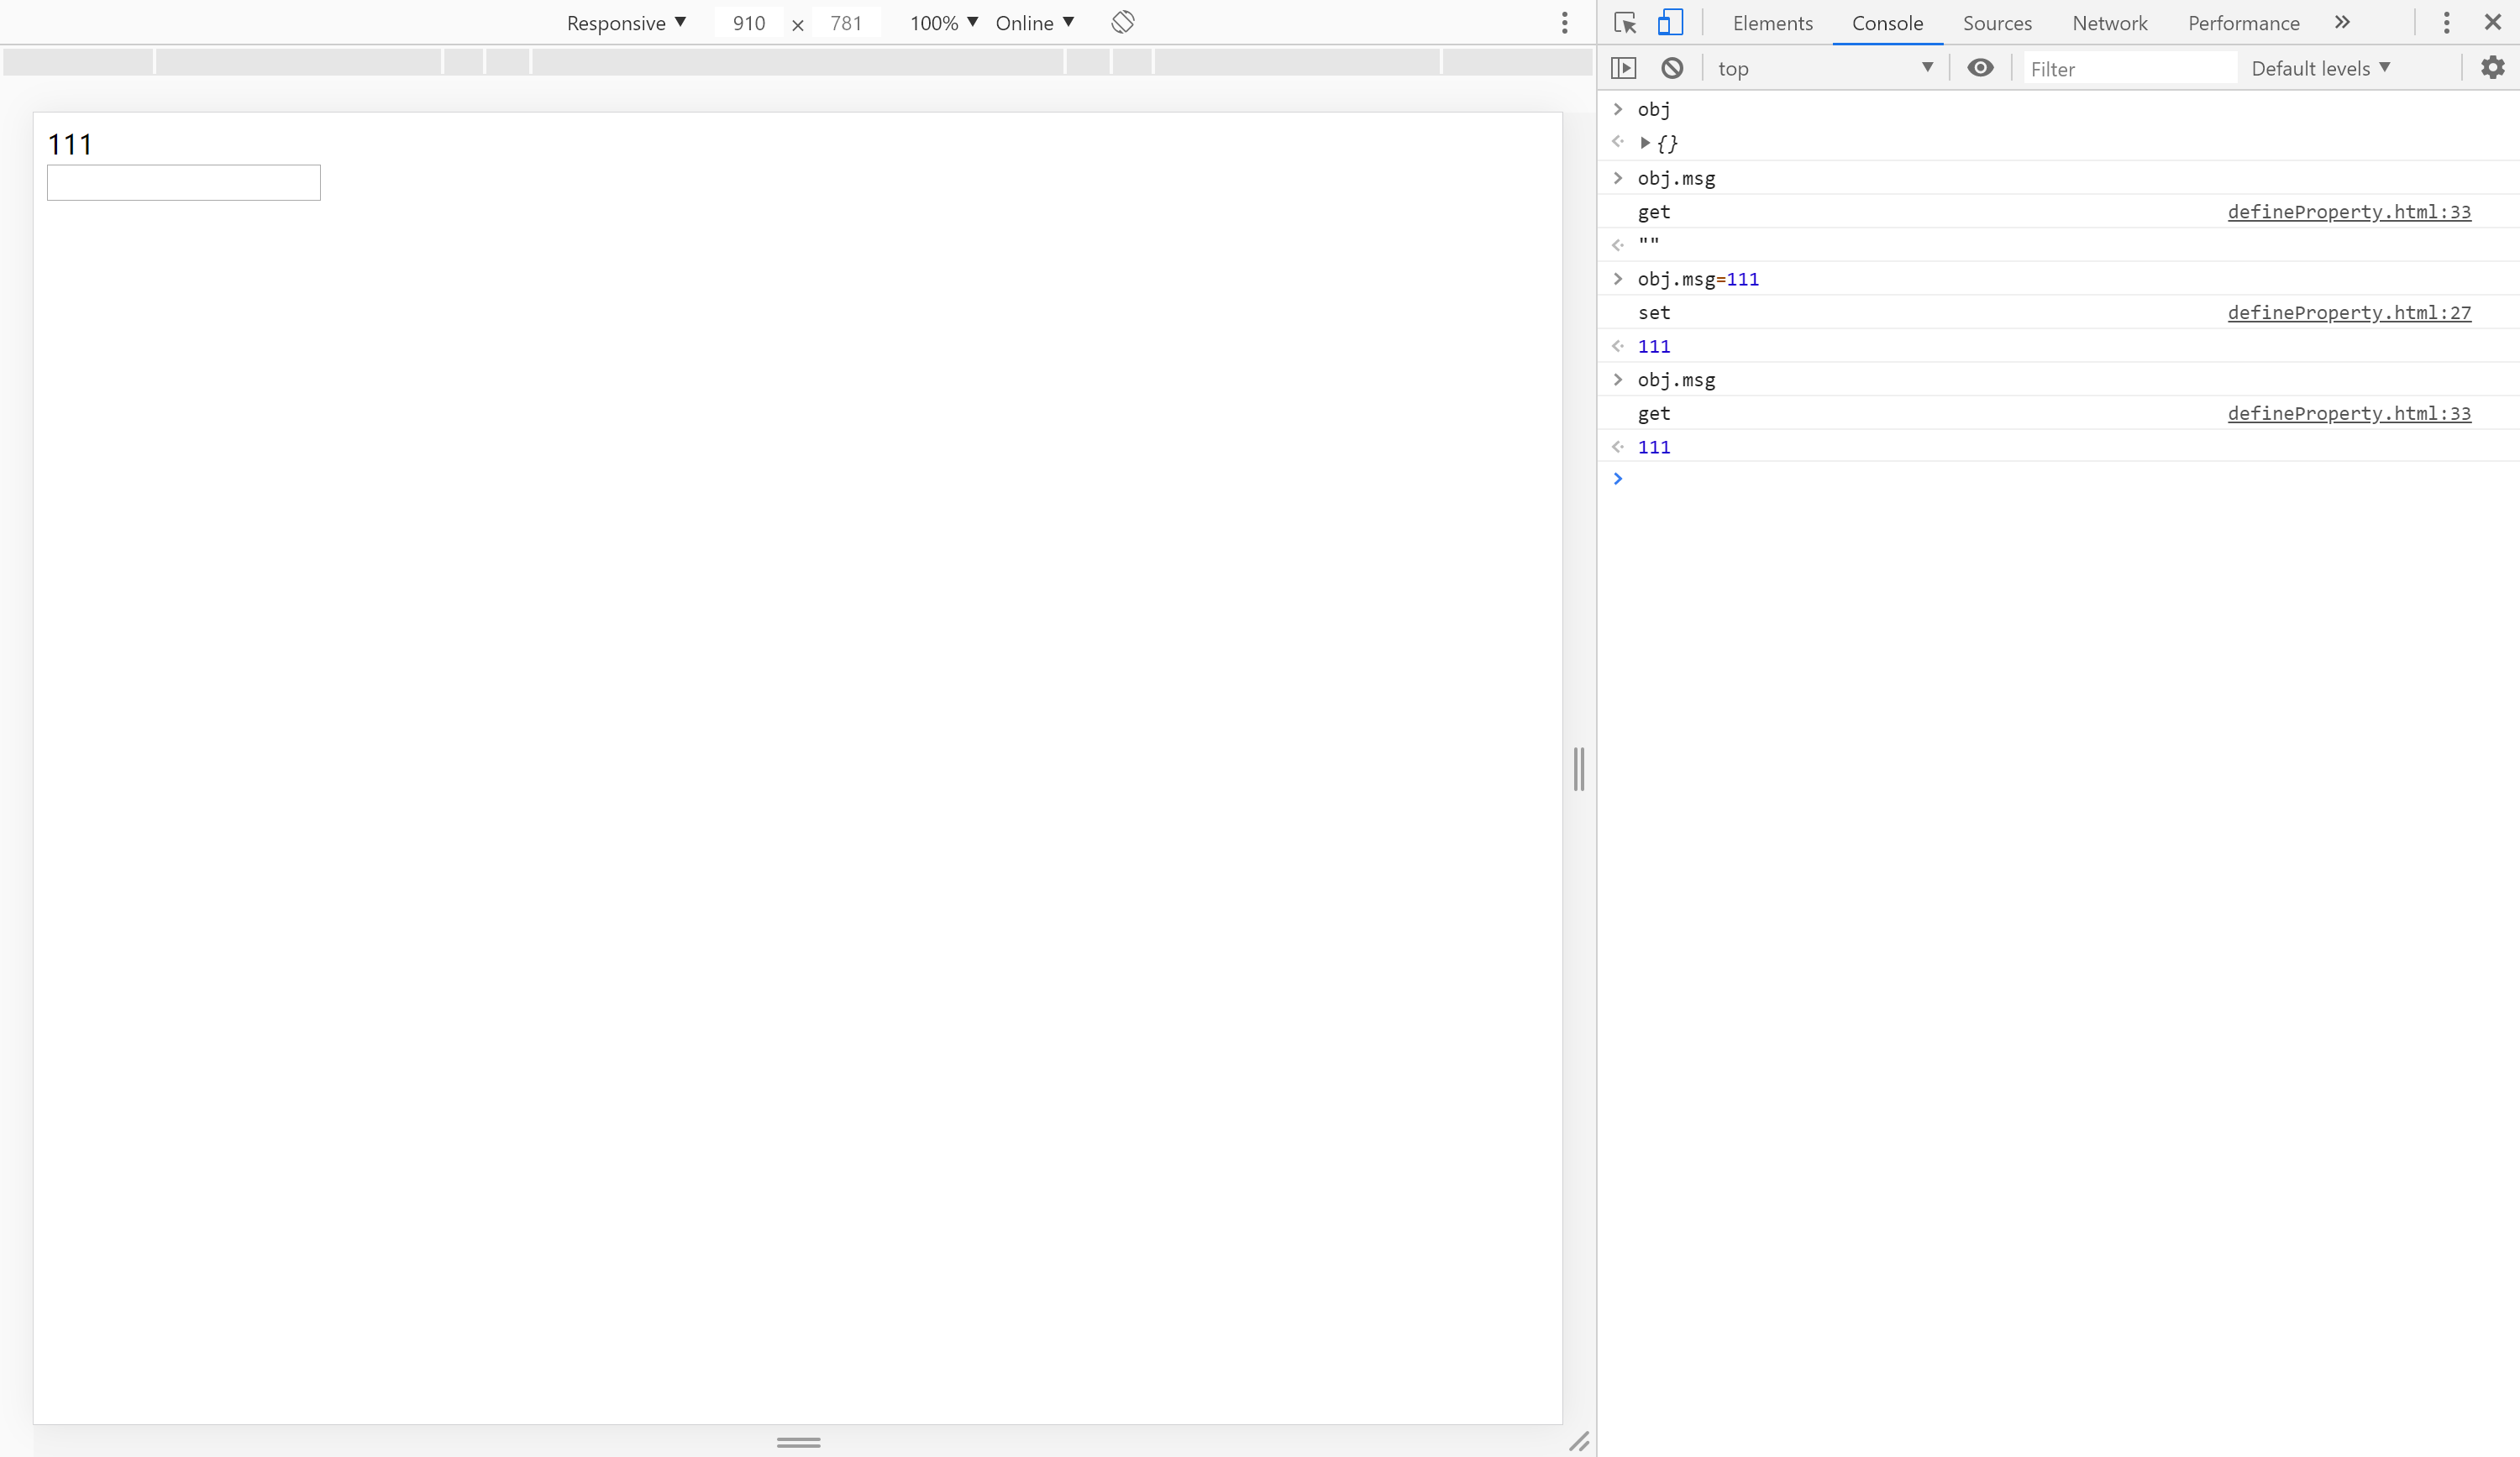 Responsive ▼ 910 × 781 100% ▼ Online ▼
111
Elements Console Sources Network Performance »
top ▼ Filter Default levels ▼
> obj
<· ▶ {}
> obj.msg
get defineProperty.html:33
<· ""
> obj.msg=111
set defineProperty.html:27
<· 111
> obj.msg
get defineProperty.html:33
<· 111
>